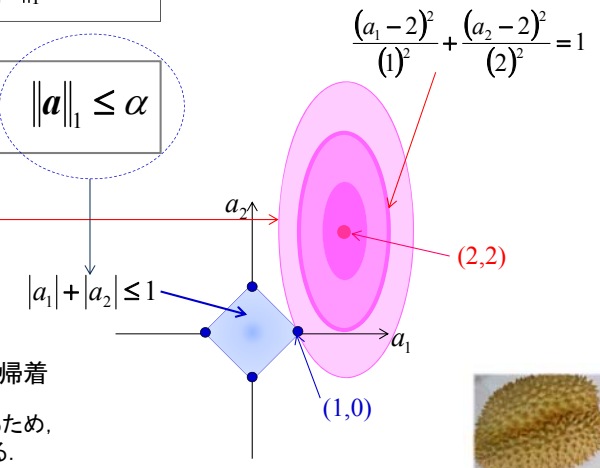 (a₁ − 2)²/(1)² + (a₂ − 2)²/(2)² = 1
‖a‖₁ ≤ α
a₂
(2,2)
|a₁| + |a₂| ≤ 1
a₁
帰着
(1,0)
ため,
る.